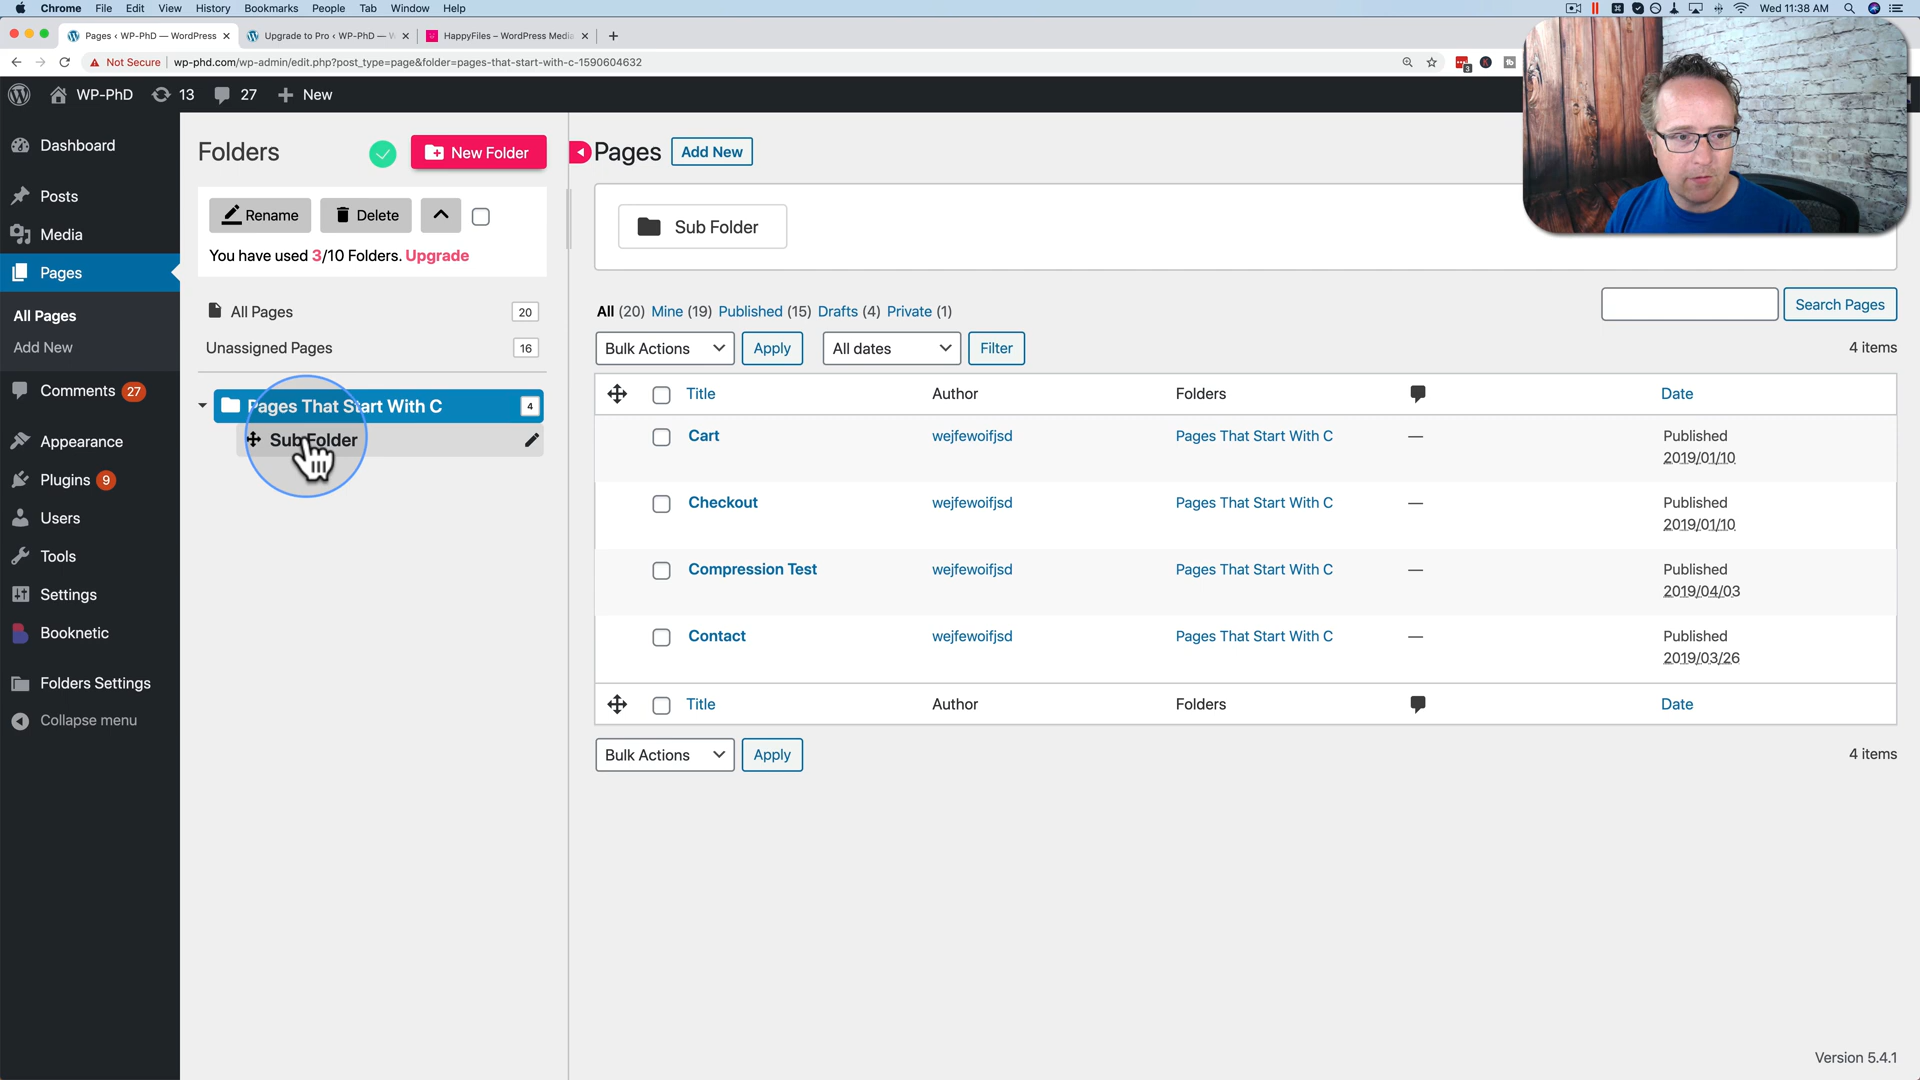 Chrome File Edit View History Bookmarks People Tab Window Help
Wed 11:38 AM
Pages ‹ WP-PhD — WordPress
Upgrade to Pro ‹ WP-PhD — W
HappyFiles – WordPress Media
Not Secure
wp-phd.com/wp-admin/edit.php?post_type=page&folder=pages-that-start-with-c-1590604632
3
WP-PhD 13 27 New
Dashboard
Posts
Media
Pages
All Pages
Add New
Comments 27
Appearance
Plugins 9
Users
Tools
Settings
Booknetic
Folders Settings
Collapse menu
Folders
New Folder
Rename
Delete
You have used 3/10 Folders. Upgrade
All Pages 20
Unassigned Pages 16
Pages That Start With C 4
Sub Folder
Pages Add New
Sub Folder
All (20) Mine (19) Published (15) Drafts (4) Private (1)
Search Pages
Bulk Actions Apply All dates Filter
4 items
Title Author Folders Date
Cart wejfewoifjsd Pages That Start With C — Published
2019/01/10
Checkout wejfewoifjsd Pages That Start With C — Published
2019/01/10
Compression Test wejfewoifjsd Pages That Start With C — Published
2019/04/03
Contact wejfewoifjsd Pages That Start With C — Published
2019/03/26
Title Author Folders Date
Bulk Actions Apply
4 items
Version 5.4.1